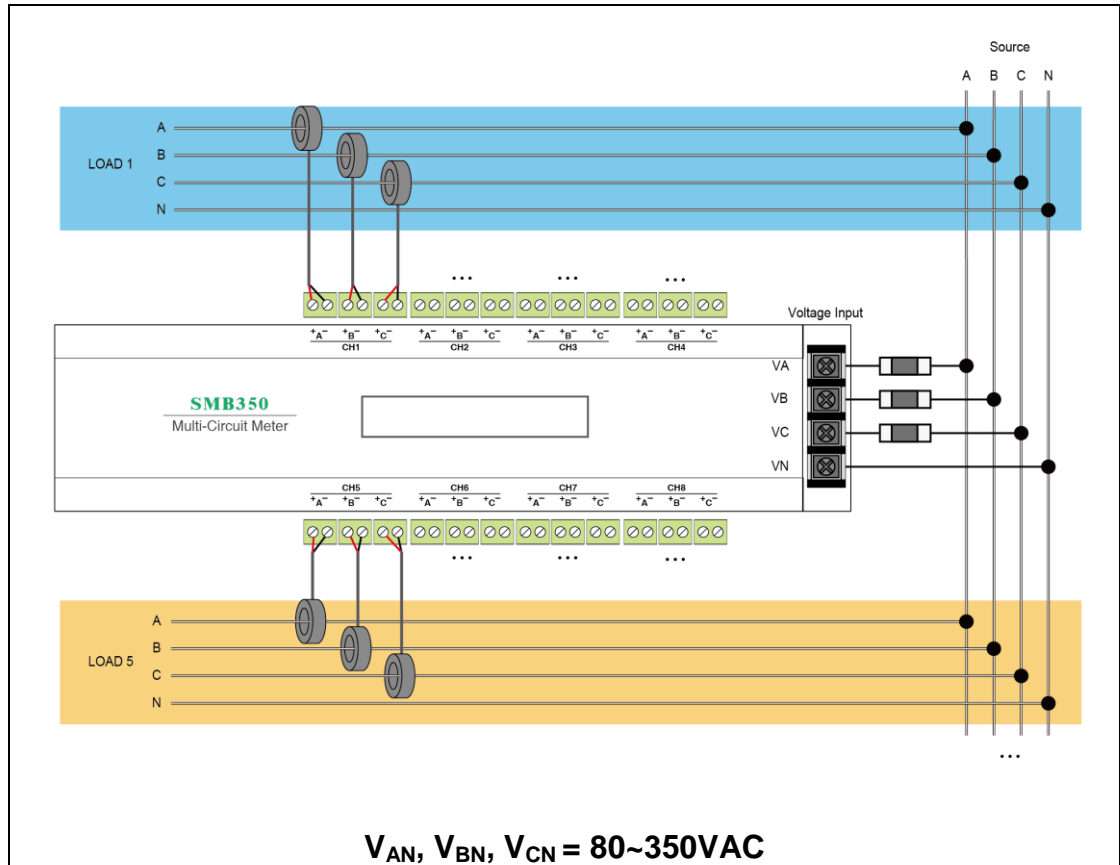 Source
A B C N
A
B
LOAD 1
C
N
... ... ...
+A− +B− +C− +A− +B− +C− +A− +B− +C− +A− +B− +C−
CH1 CH2 CH3 CH4
Voltage Input
VA
VB
VC
VN
SMB350
Multi-Circuit Meter
CH5 CH6 CH7 CH8
+A− +B− +C− +A− +B− +C− +A− +B− +C− +A− +B− +C−
... ... ...
A
B
LOAD 5
C
N
...
VAN, VBN, VCN = 80~350VAC